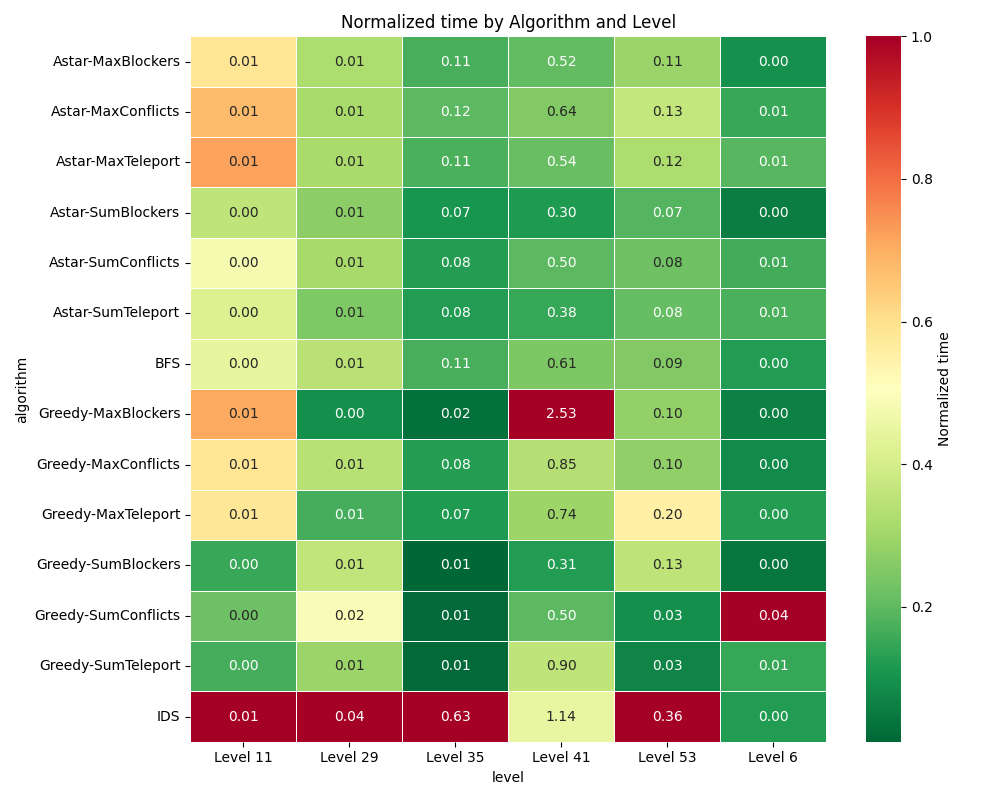 Normalized time by Algorithm and Level
Astar-MaxBlockers 0.01 0.01 0.11 0.52 0.11 0.00
Astar-MaxConflicts 0.01 0.01 0.12 0.64 0.13 0.01
Astar-MaxTeleport 0.01 0.01 0.11 0.54 0.12 0.01
Astar-SumBlockers 0.00 0.01 0.07 0.30 0.07 0.00
Astar-SumConflicts 0.00 0.01 0.08 0.50 0.08 0.01
Astar-SumTeleport 0.00 0.01 0.08 0.38 0.08 0.01
BFS 0.00 0.01 0.11 0.61 0.09 0.00
Greedy-MaxBlockers 0.01 0.00 0.02 2.53 0.10 0.00
Greedy-MaxConflicts 0.01 0.01 0.08 0.85 0.10 0.00
Greedy-MaxTeleport 0.01 0.01 0.07 0.74 0.20 0.00
Greedy-SumBlockers 0.00 0.01 0.01 0.31 0.13 0.00
Greedy-SumConflicts 0.00 0.02 0.01 0.50 0.03 0.04
Greedy-SumTeleport 0.00 0.01 0.01 0.90 0.03 0.01
IDS 0.01 0.04 0.63 1.14 0.36 0.00
Level 11 Level 29 Level 35 Level 41 Level 53 Level 6
level
algorithm
1.0
0.8
0.6
0.4
0.2
Normalized time